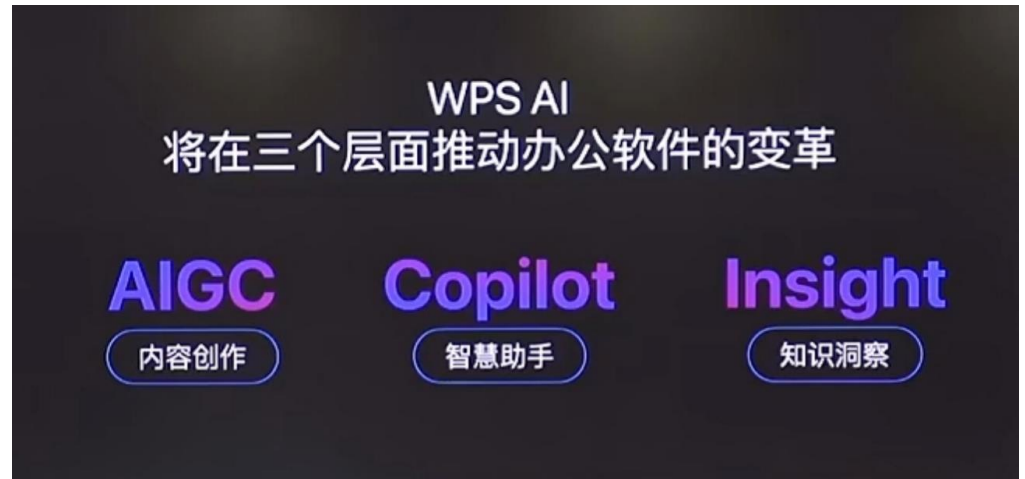 WPS AI
将在三个层面推动办公软件的变革
AIGC
Copilot
Insight
内容创作
智慧助手
知识洞察